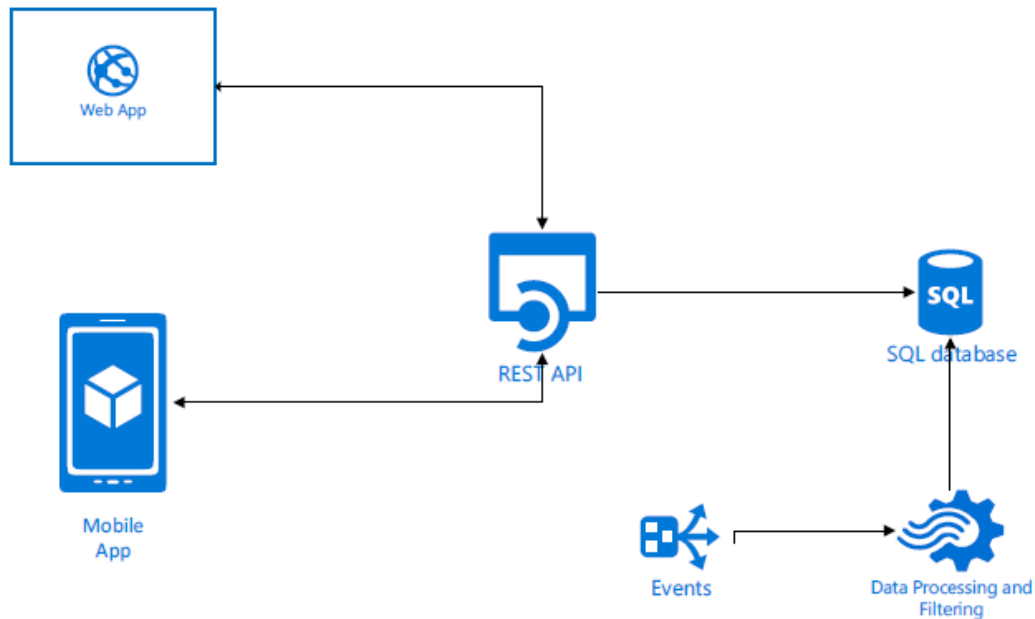 Web App
SQL
SQL database
REST API
Mobile
App
Events
Data Processing and
Filtering